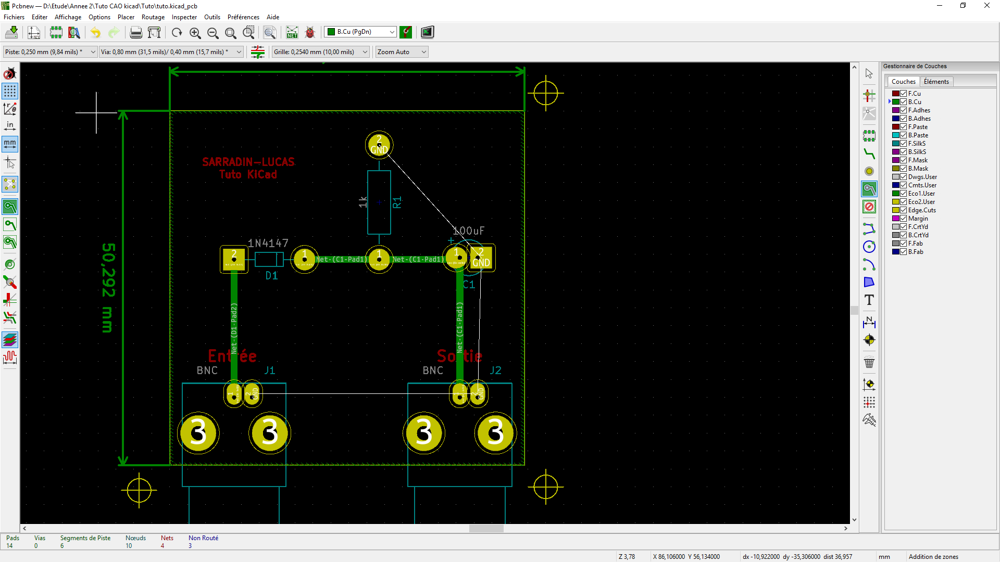 Pcbnew — D:\Etude\Annee 2\Tuto CAO kicad\Tuto\tuto.kicad_pcb
Fichiers Editer Affichage Options Placer Routage Inspecter Outils Préférences Aide
NET
B.Cu (PgDn)
Piste: 0,250 mm (9,84 mils) *
Via: 0,80 mm (31,5 mils)/ 0,40 mm (15,7 mils) *
Grille: 0,2540 mm (10,00 mils)
Zoom Auto
in
mm
Gestionnaire de Couches
Couches Éléments
F.Cu
B.Cu
F.Adhes
B.Adhes
F.Paste
B.Paste
F.SilkS
B.SilkS
F.Mask
B.Mask
Dwgs.User
Cmts.User
Eco1.User
Eco2.User
Edge.Cuts
Margin
F.CrtYd
B.CrtYd
F.Fab
B.Fab
50,292 mm
SARRADIN-LUCAS
Tuto KiCad
2
GND
1k
R1
100uF
+
1N4147
2
D1
1
Net-(C1-Pad1)
1
Net-(C1-Pad1)
1
2
GND
C1
Net-(D1-Pad2)
Net-(C1-Pad1)
Entrée
Sortie
BNC
J1
BNC
J2
1
2
GND
1
2
GND
3
3
3
3
T
N
Pads Vias Segments de Piste Nœuds Nets Non Routé
14 0 6 10 4 3
Z 3,78
X 86,106000 Y 56,134000
dx -10,922000 dy -35,306000 dist 36,957
mm
Addition de zones